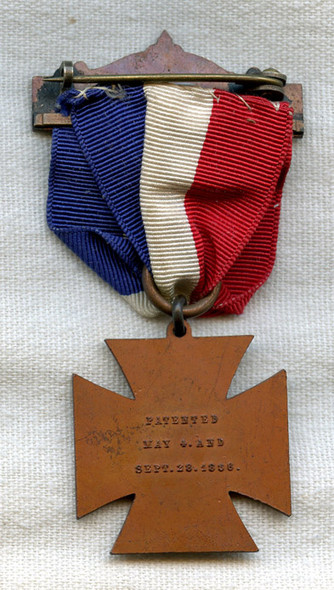 PATENTED
MAY 4. AND
SEPT. 28. 1886.